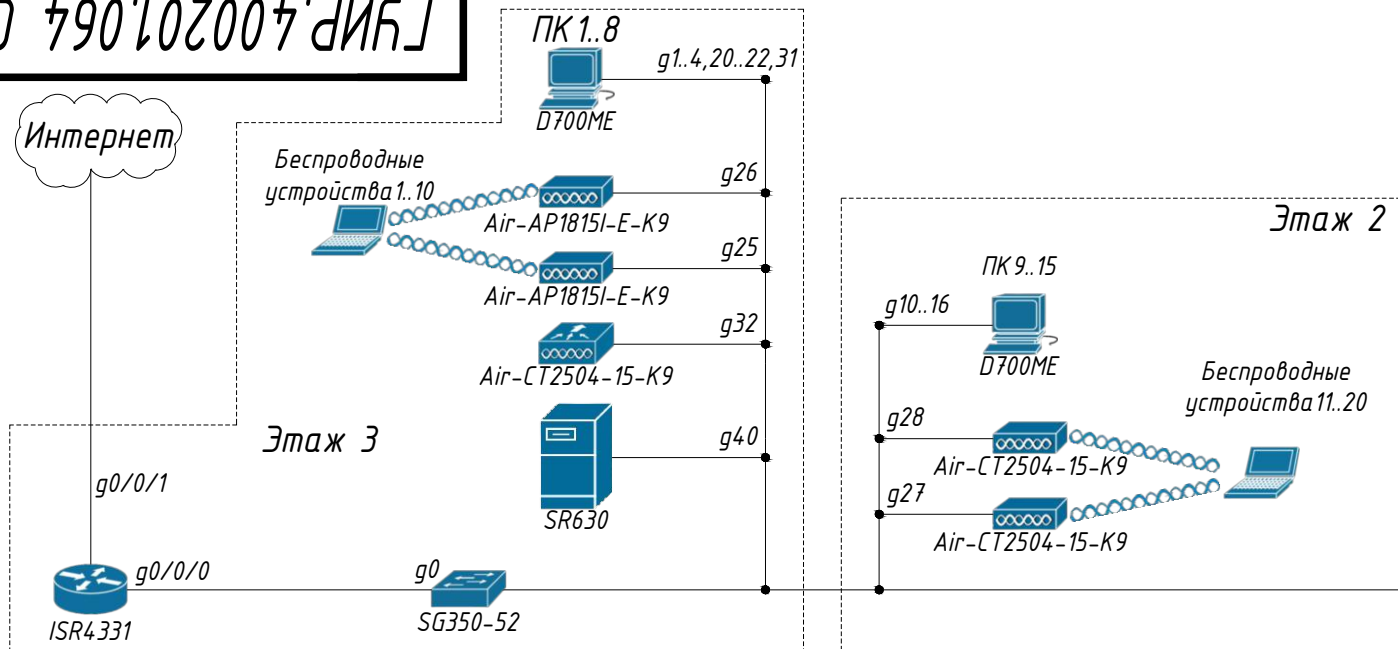 ГУИР.400201.064
ПК 1..8
g1..4,20..22,31
D700ME
Интернет
Беспроводные
устройства 1..10
g26
Air-AP1815I-E-K9
g25
Air-AP1815I-E-K9
g32
Air-CT2504-15-K9
Этаж 3
g40
SR630
g0/0/1
g0/0/0
ISR4331
g0
SG350-52
Этаж 2
ПК 9..15
g10..16
D700ME
Беспроводные
устройства 11..20
g28
Air-CT2504-15-K9
g27
Air-CT2504-15-K9